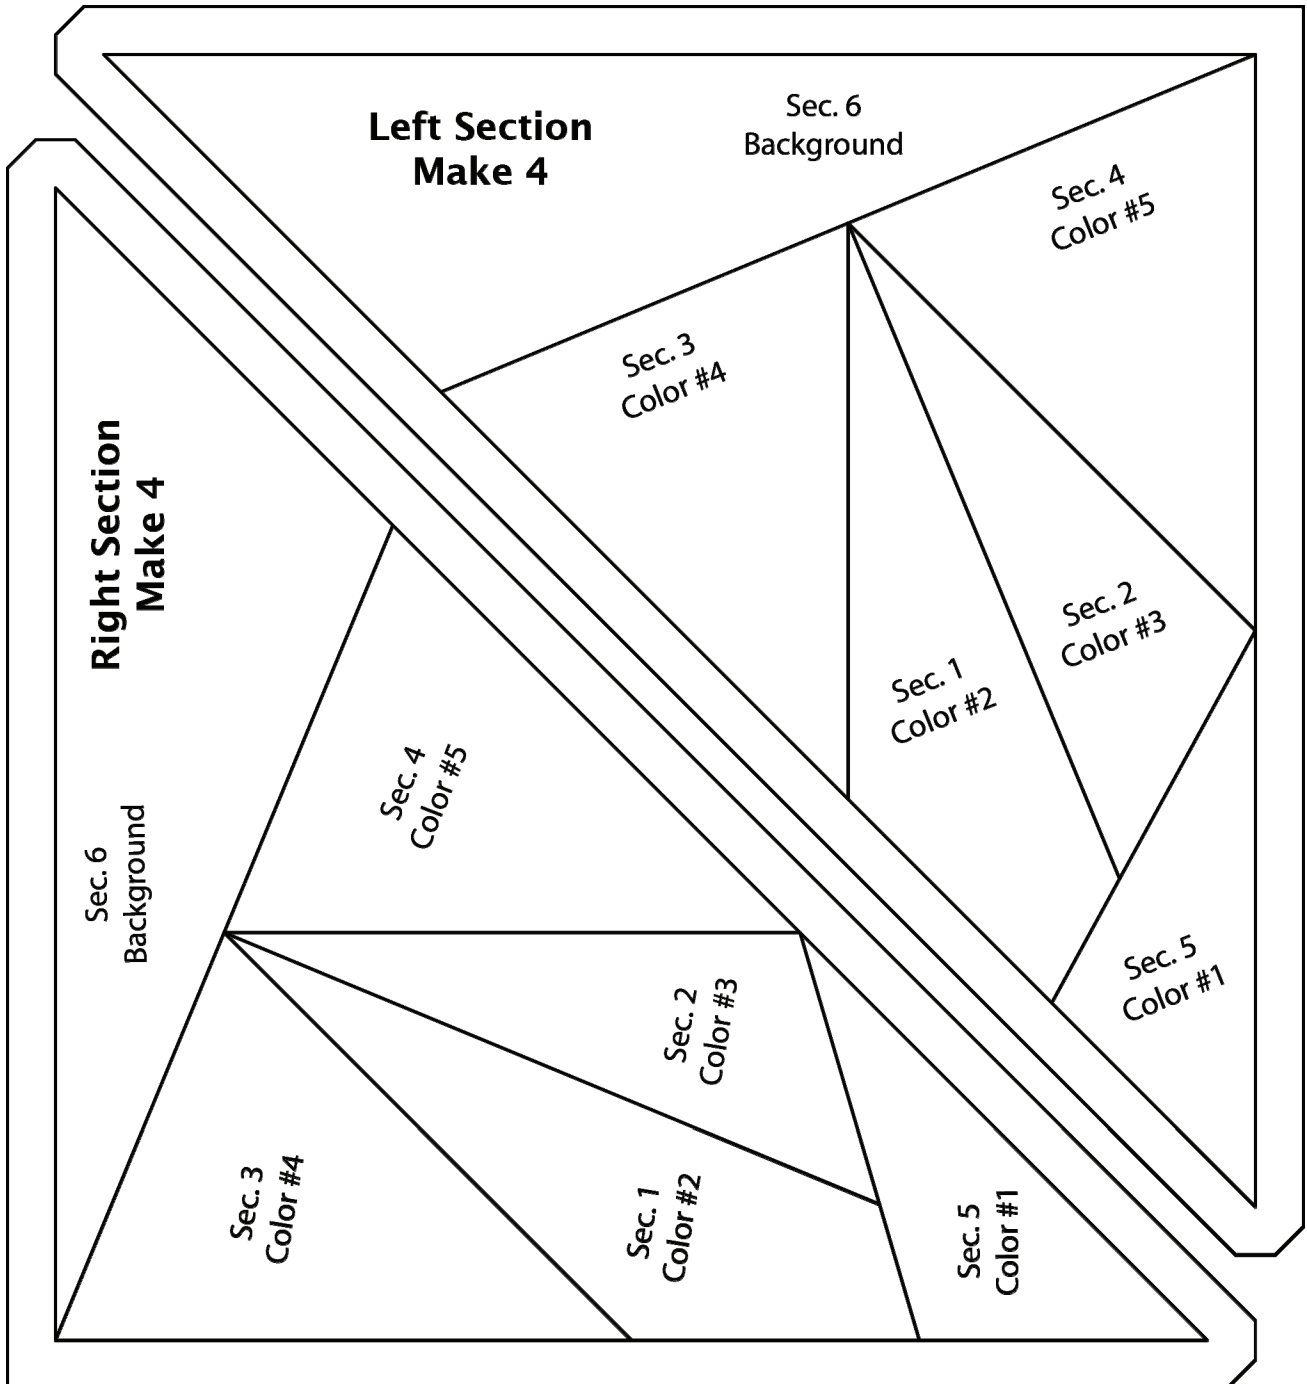 Left Section
Make 4
Sec. 6
Background
Sec. 4
Color #5
Sec. 3
Color #4
Sec. 2
Color #3
Sec. 1
Color #2
Sec. 5
Color #1
Right Section
Make 4
Sec. 6
Background
Sec. 4
Color #5
Sec. 2
Color #3
Sec. 3
Color #4
Sec. 1
Color #2
Sec. 5
Color #1